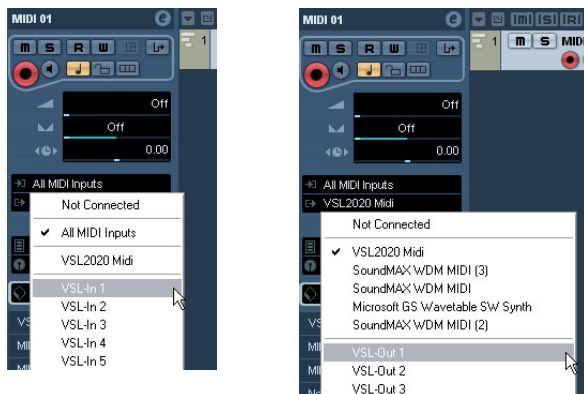 MIDI 01
m S R W
1
Off
Off
0.00
All MIDI Inputs
Not Connected
✓ All MIDI Inputs
VSL2020 Midi
VSL-In 1
VSL-In 2
VSL-In 3
VSL-In 4
VSL-In 5
MIDI 01
m S R W
m S R
1 m S MIDI
Off
Off
0.00
All MIDI Inputs
VSL2020 Midi
Not Connected
✓ VSL2020 Midi
SoundMAX WDM MIDI (3)
SoundMAX WDM MIDI
Microsoft GS Wavetable SW Synth
SoundMAX WDM MIDI (2)
VSL-Out 1
VSL-Out 2
VSL-Out 3